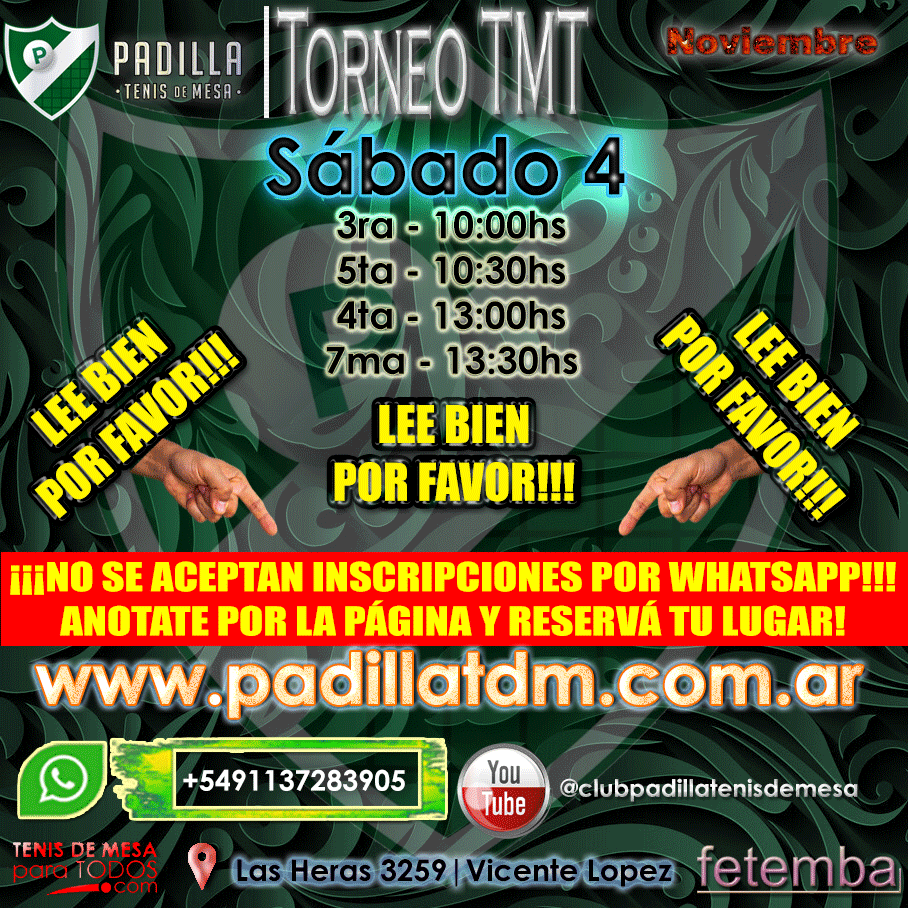 P
PADILLA
• TENIS DE MESA •
TORNEO TMT
Noviembre
Sábado 4
3ra - 10:00hs
5ta - 10:30hs
4ta - 13:00hs
7ma - 13:30hs
LEE BIEN
POR FAVOR!!!
LEE BIEN
POR FAVOR!!!
LEE BIEN
POR FAVOR!!!
¡¡¡NO SE ACEPTAN INSCRIPCIONES POR WHATSAPP!!!
ANOTATE POR LA PÁGINA Y RESERVÁ TU LUGAR!
www.padillatdm.com.ar
+5491137283905
You
Tube
@clubpadillatenisdemesa
TENIS DE MESA
para TODOS
.com
Las Heras 3259|Vicente Lopez
fetemba